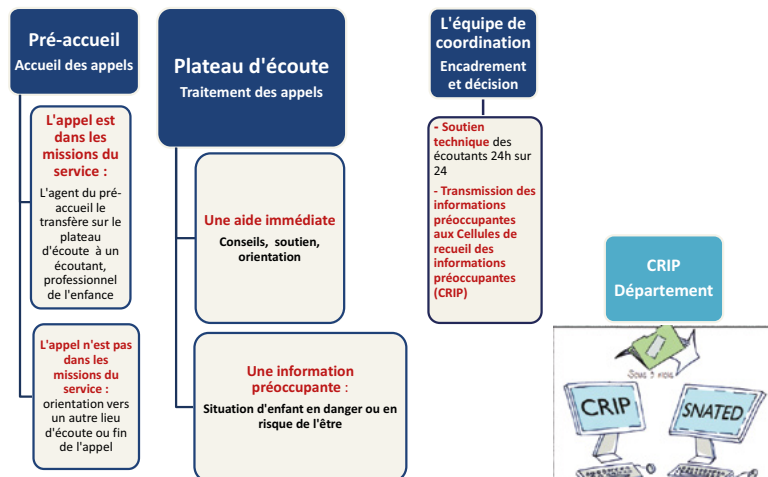 Pré-accueil
Accueil des appels
L'appel est
dans les
missions du
service :
L'agent du pré-
accueil le
transfère sur le
plateau
d'écoute à un
écoutant,
professionnel
de l'enfance
L'appel n'est pas
dans les
missions du
service :
orientation vers
un autre lieu
d'écoute ou fin
de l'appel
Plateau d'écoute
Traitement des appels
Une aide immédiate
Conseils, soutien,
orientation
Une information
préoccupante :
Situation d'enfant en danger ou en
risque de l'être
L'équipe de
coordination
Encadrement
et décision
- Soutien
technique des
écoutants 24h sur
24
- Transmission des
informations
préoccupantes
aux Cellules de
recueil des
informations
préoccupantes
(CRIP)
CRIP
Département
Sous 3 mois
CRIP
SNATED